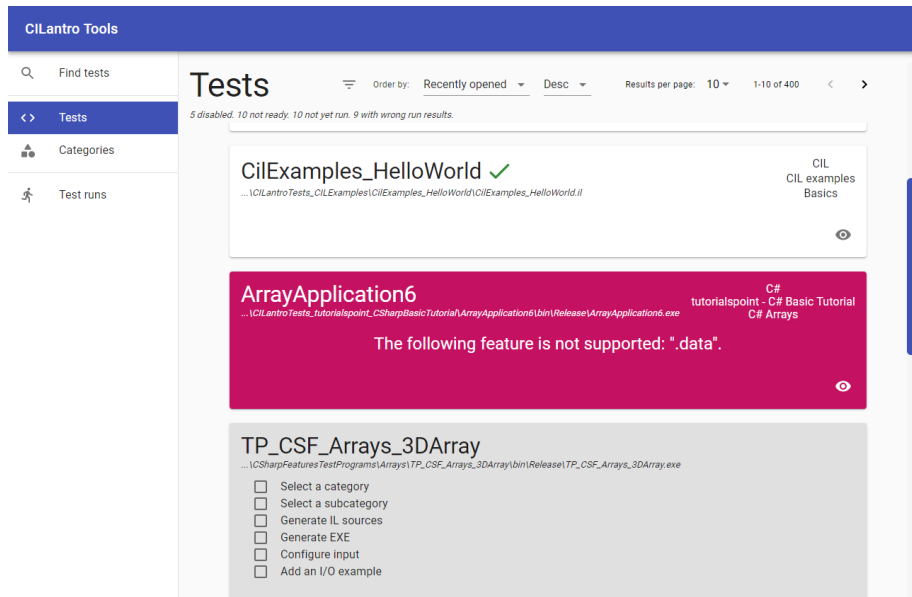 CILantro Tools
Find tests
Tests
Categories
Test runs
Tests
Order by: Recently opened Desc Results per page: 10 1-10 of 400
5 disabled. 10 not ready. 10 not yet run. 9 with wrong run results.
CilExamples_HelloWorld
...\CILantroTests_CILExamples\CilExamples_HelloWorld\CilExamples_HelloWorld.il
CIL
CIL examples
Basics
ArrayApplication6
...\CILantroTests_tutorialspoint_CSharpBasicTutorial\ArrayApplication6\bin\Release\ArrayApplication6.exe
C#
tutorialspoint - C# Basic Tutorial
C# Arrays
The following feature is not supported: ".data".
TP_CSF_Arrays_3DArray
...\CSharpFeaturesTestPrograms\Arrays\TP_CSF_Arrays_3DArray\bin\Release\TP_CSF_Arrays_3DArray.exe
Select a category
Select a subcategory
Generate IL sources
Generate EXE
Configure input
Add an I/O example